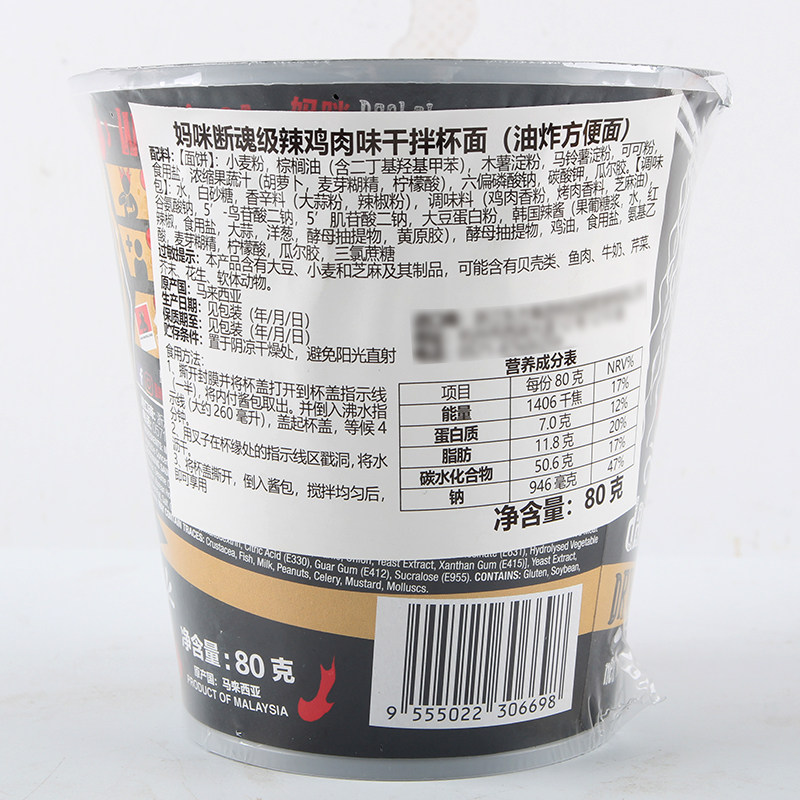 妈咪断魂级辣鸡肉味干拌杯面（油炸方便面）
配料：【面饼】：小麦粉，棕榈油（含二丁基羟基甲苯），木薯淀粉，马铃薯淀粉，可可粉，
食用盐，浓缩果蔬汁（胡萝卜，麦芽糊精，柠檬酸），六偏磷酸钠，碳酸钾，瓜尔胶。【调味
包】：水，白砂糖，香辛料（大蒜粉，辣椒粉），调味料（鸡肉香料，烤肉香料，芝麻油），
谷氨酸钠，5’-鸟苷酸二钠，5’肌苷酸二钠，大豆蛋白粉，韩国辣酱（果葡糖浆，水，红
辣椒，食用盐，大蒜，洋葱，酵母抽提物，黄原胶），酵母抽提物，鸡油，食用盐，氨基乙
酸，麦芽糊精，柠檬酸，瓜尔胶，三氯蔗糖
过敏提示：本产品含有大豆、小麦和芝麻及其制品，可能含有贝壳类、鱼肉、牛奶、芹菜、
芥末、花生、软体动物。
原产国：马来西亚
生产日期：见包装（年/月/日）
保质期至：见包装（年/月/日）
贮存条件：置于阴凉干燥处，避免阳光直射
食用方法：
1、撕开封膜并将杯盖打开到杯盖指示线
（一半），将内付酱包取出。并倒入沸水指
示线（大约260毫升），盖起杯盖，等候4
分钟。
2、用叉子在杯缘处的指示线区戳洞，将水
沥干。
3、将杯盖撕开，倒入酱包，搅拌均匀后，
即可享用
营养成分表
项目 每份80克 NRV%
能量 1406千焦 17%
蛋白质 7.0克 12%
脂肪 11.8克 20%
碳水化合物 50.6克 17%
钠 946毫克 47%
净含量：80克
Citric Acid (E330), Yeast Extract, Xanthan Gum (E415)], Yeast Extract, Hydrolysed Vegetable
Guar Gum (E412), Sucralose (E955). CONTAINS: Gluten, Soybean,
TRACES: Crustacea, Fish, Milk, Peanuts, Celery, Mustard, Molluscs.
净含量：80克
原产国：马来西亚
PRODUCT OF MALAYSIA
9 555022 306698